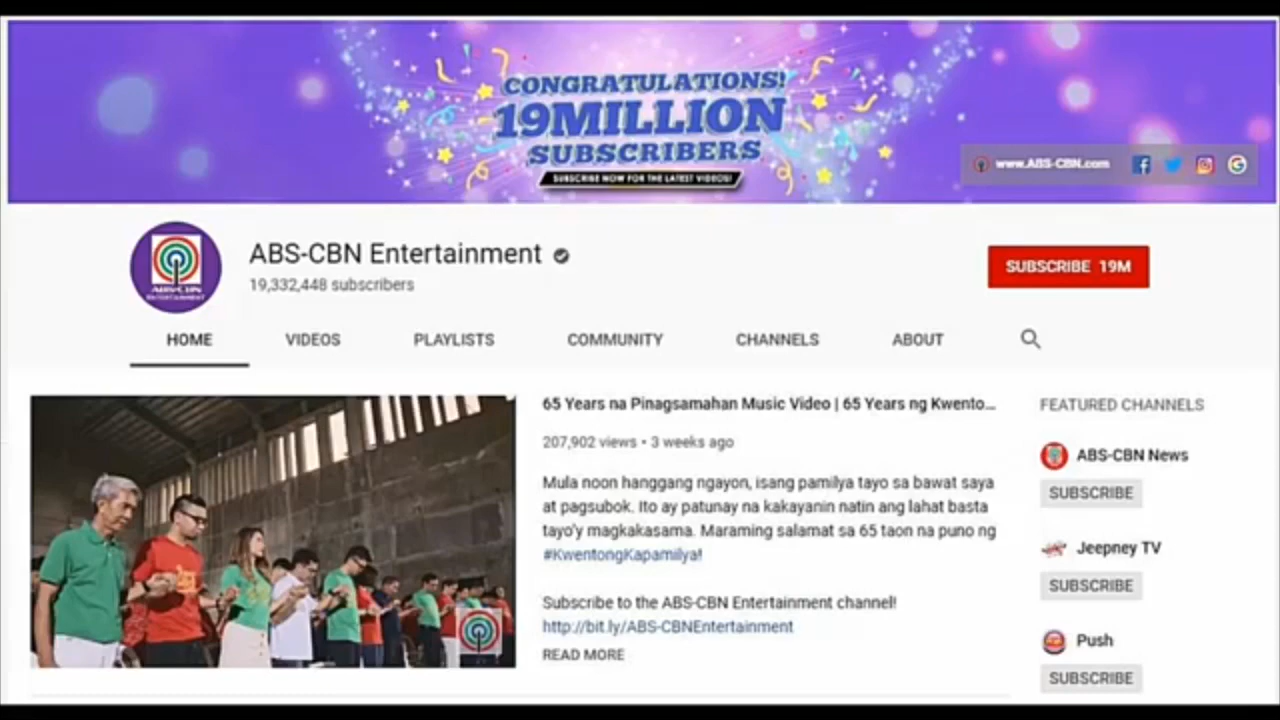 CONGRATULATIONS!
19MILLION
SUBSCRIBERS
SUBSCRIBE NOW FOR THE LATEST VIDEOS!
www.ABS-CBN.com
ABS-CBN
ENTERTAINMENT
ABS-CBN Entertainment
19,332,448 subscribers
SUBSCRIBE 19M
HOME VIDEOS PLAYLISTS COMMUNITY CHANNELS ABOUT
65 Years na Pinagsamahan Music Video | 65 Years ng Kwento...
207,902 views • 3 weeks ago
Mula noon hanggang ngayon, isang pamilya tayo sa bawat saya
at pagsubok. Ito ay patunay na kakayanin natin ang lahat basta
tayo'y magkakasama. Maraming salamat sa 65 taon na puno ng
#KwentongKapamilya!
Subscribe to the ABS-CBN Entertainment channel!
http://bit.ly/ABS-CBNEntertainment
READ MORE
FEATURED CHANNELS
ABS-CBN News
SUBSCRIBE
Jeepney TV
SUBSCRIBE
Push
SUBSCRIBE